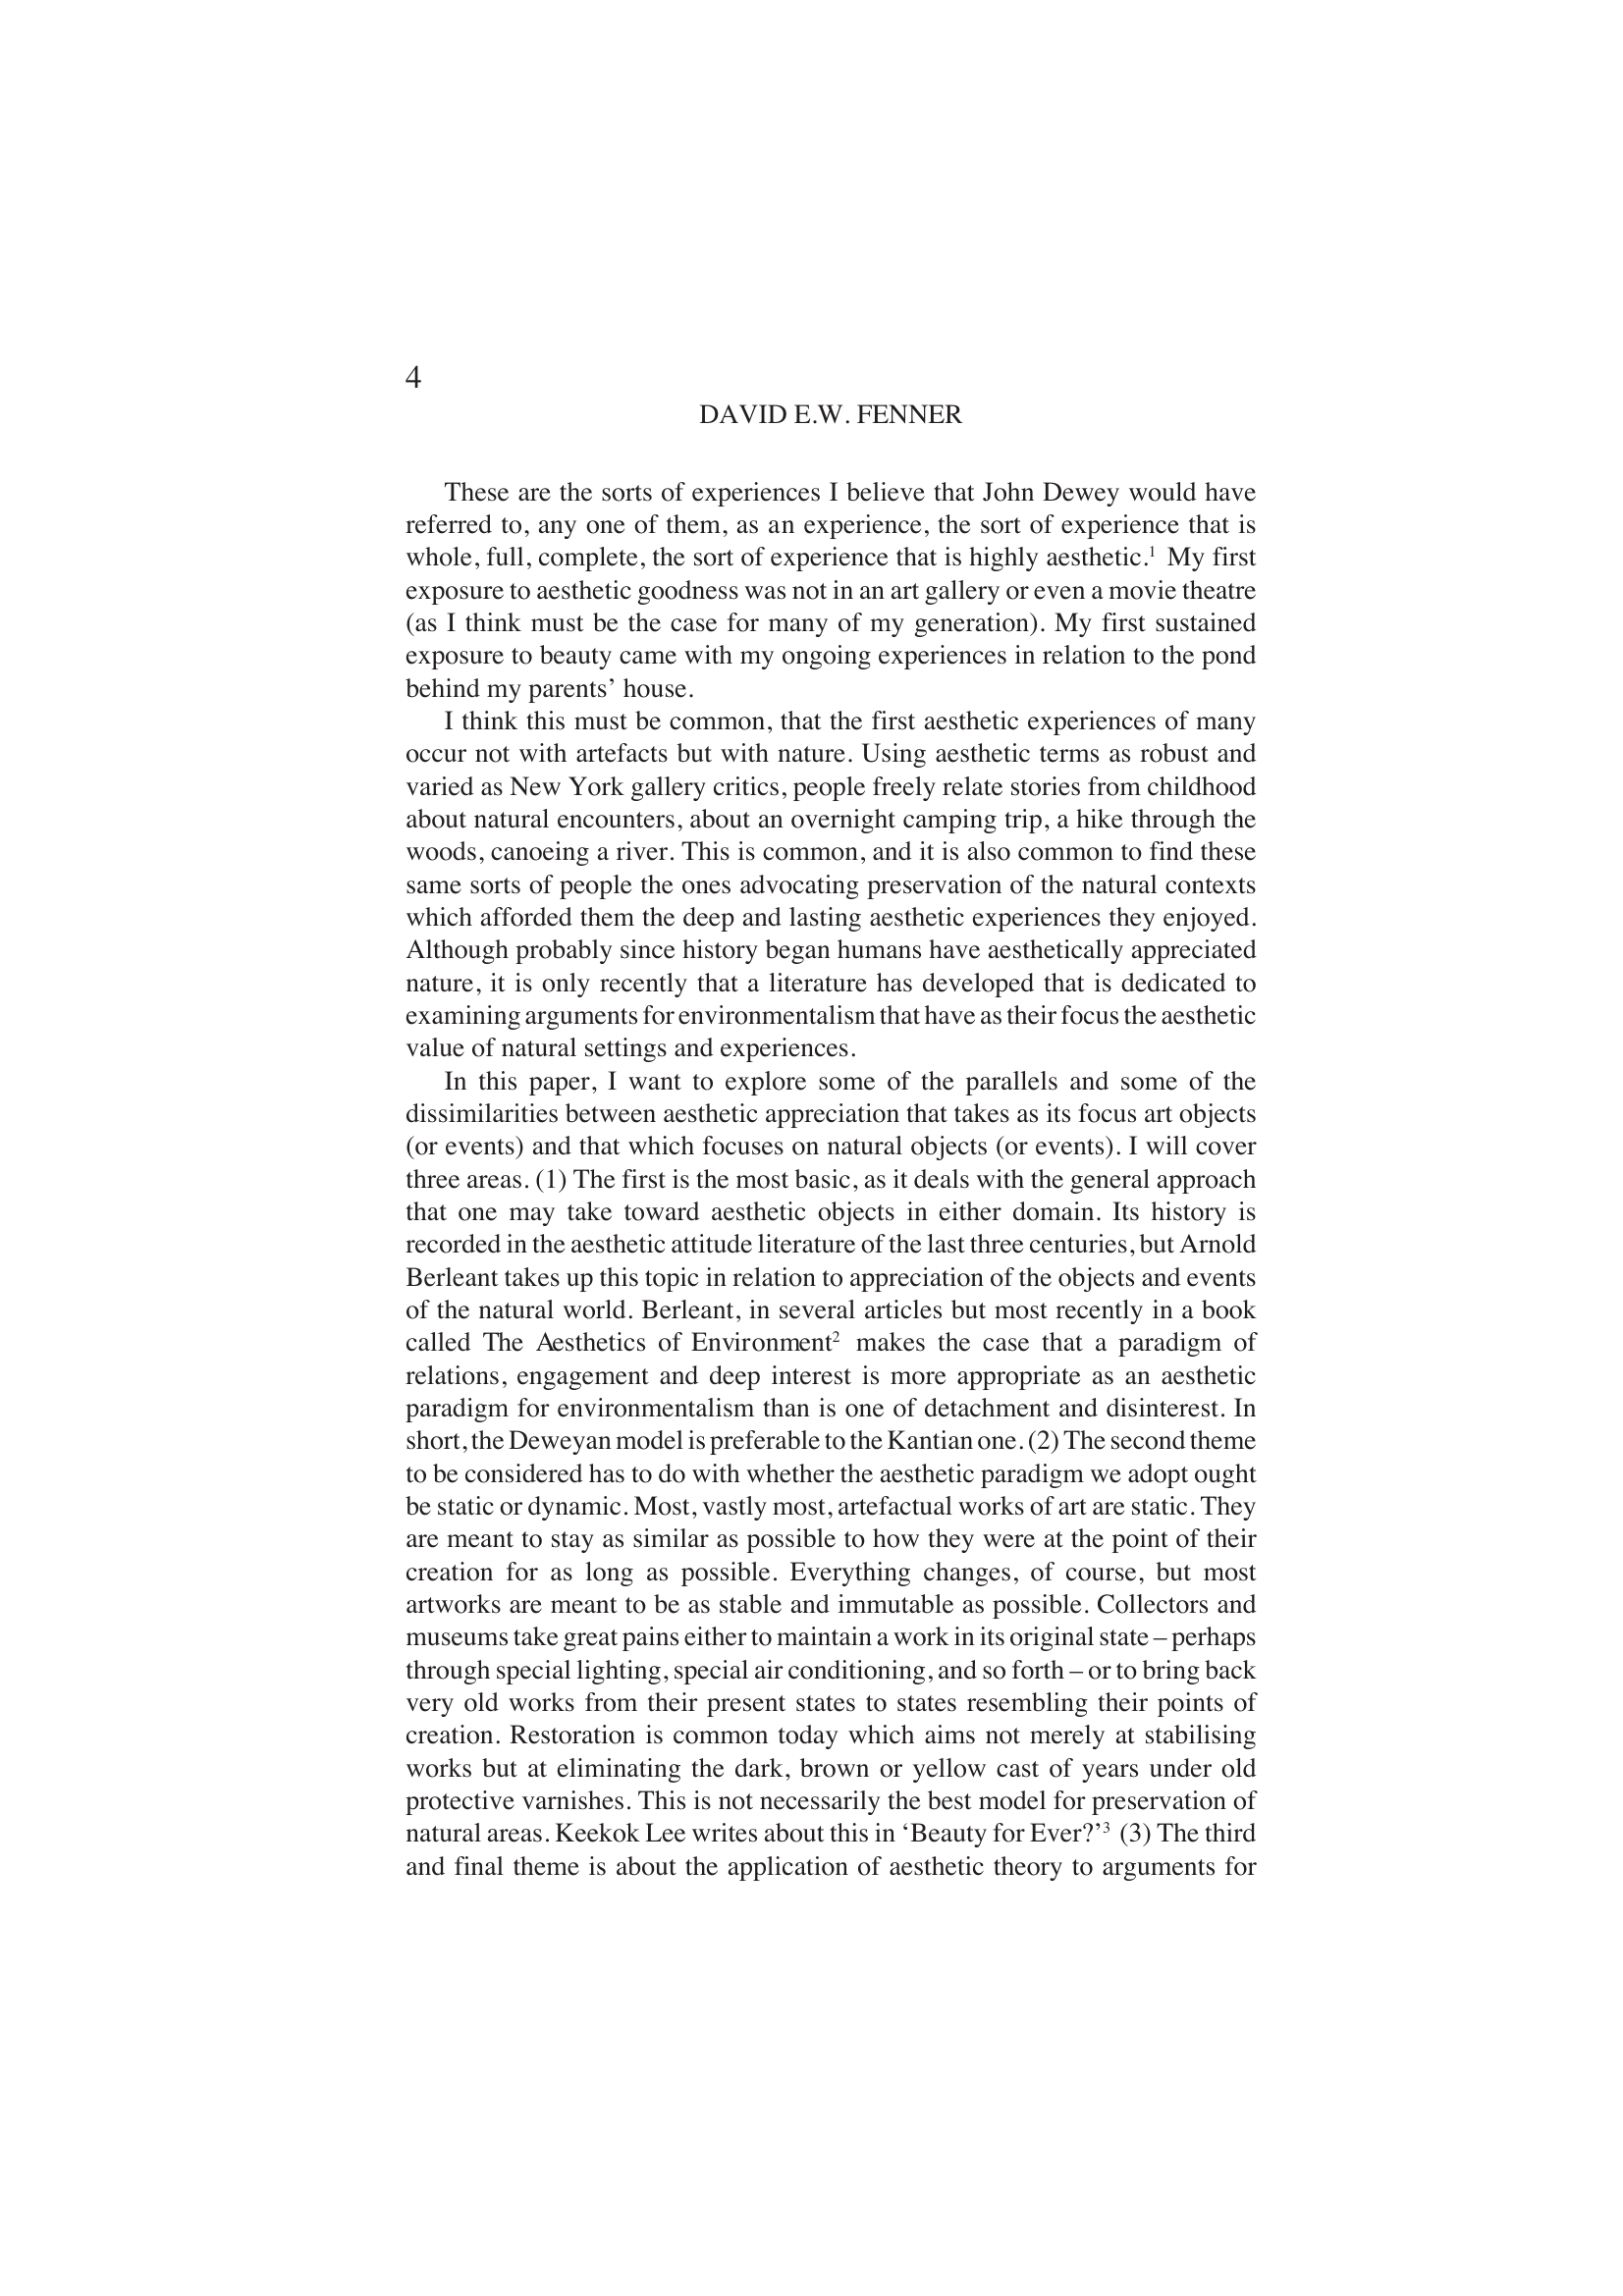 4
DAVID E.W. FENNER
These are the sorts of experiences I believe that John Dewey would have
referred to, any one of them, as an experience, the sort of experience that is
whole, full, complete, the sort of experience that is highly aesthetic.¹ My first
exposure to aesthetic goodness was not in an art gallery or even a movie theatre
(as I think must be the case for many of my generation). My first sustained
exposure to beauty came with my ongoing experiences in relation to the pond
behind my parents’ house.
I think this must be common, that the first aesthetic experiences of many
occur not with artefacts but with nature. Using aesthetic terms as robust and
varied as New York gallery critics, people freely relate stories from childhood
about natural encounters, about an overnight camping trip, a hike through the
woods, canoeing a river. This is common, and it is also common to find these
same sorts of people the ones advocating preservation of the natural contexts
which afforded them the deep and lasting aesthetic experiences they enjoyed.
Although probably since history began humans have aesthetically appreciated
nature, it is only recently that a literature has developed that is dedicated to
examining arguments for environmentalism that have as their focus the aesthetic
value of natural settings and experiences.
In this paper, I want to explore some of the parallels and some of the
dissimilarities between aesthetic appreciation that takes as its focus art objects
(or events) and that which focuses on natural objects (or events). I will cover
three areas. (1) The first is the most basic, as it deals with the general approach
that one may take toward aesthetic objects in either domain. Its history is
recorded in the aesthetic attitude literature of the last three centuries, but Arnold
Berleant takes up this topic in relation to appreciation of the objects and events
of the natural world. Berleant, in several articles but most recently in a book
called The Aesthetics of Environment² makes the case that a paradigm of
relations, engagement and deep interest is more appropriate as an aesthetic
paradigm for environmentalism than is one of detachment and disinterest. In
short, the Deweyan model is preferable to the Kantian one. (2) The second theme
to be considered has to do with whether the aesthetic paradigm we adopt ought
be static or dynamic. Most, vastly most, artefactual works of art are static. They
are meant to stay as similar as possible to how they were at the point of their
creation for as long as possible. Everything changes, of course, but most
artworks are meant to be as stable and immutable as possible. Collectors and
museums take great pains either to maintain a work in its original state – perhaps
through special lighting, special air conditioning, and so forth – or to bring back
very old works from their present states to states resembling their points of
creation. Restoration is common today which aims not merely at stabilising
works but at eliminating the dark, brown or yellow cast of years under old
protective varnishes. This is not necessarily the best model for preservation of
natural areas. Keekok Lee writes about this in ‘Beauty for Ever?’³ (3) The third
and final theme is about the application of aesthetic theory to arguments for